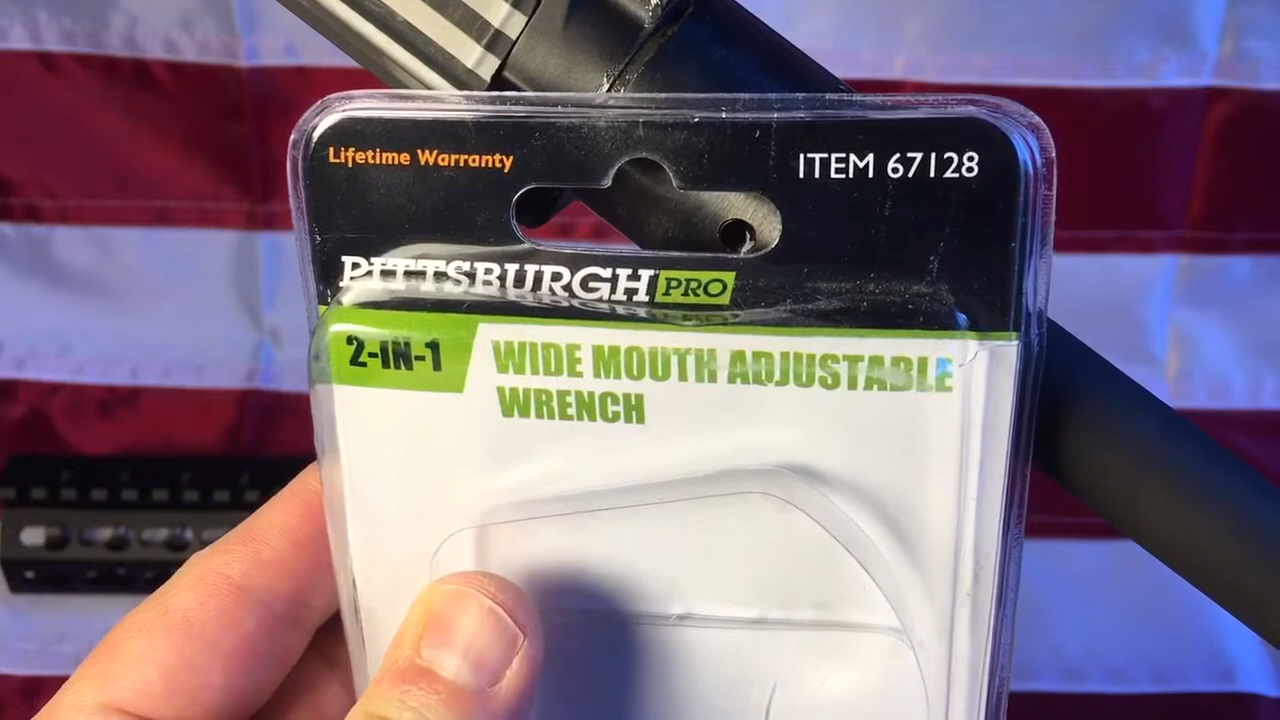 Lifetime Warranty
ITEM 67128
PITTSBURGH PRO
2-IN-1
WIDE MOUTH ADJUSTABLE
WRENCH